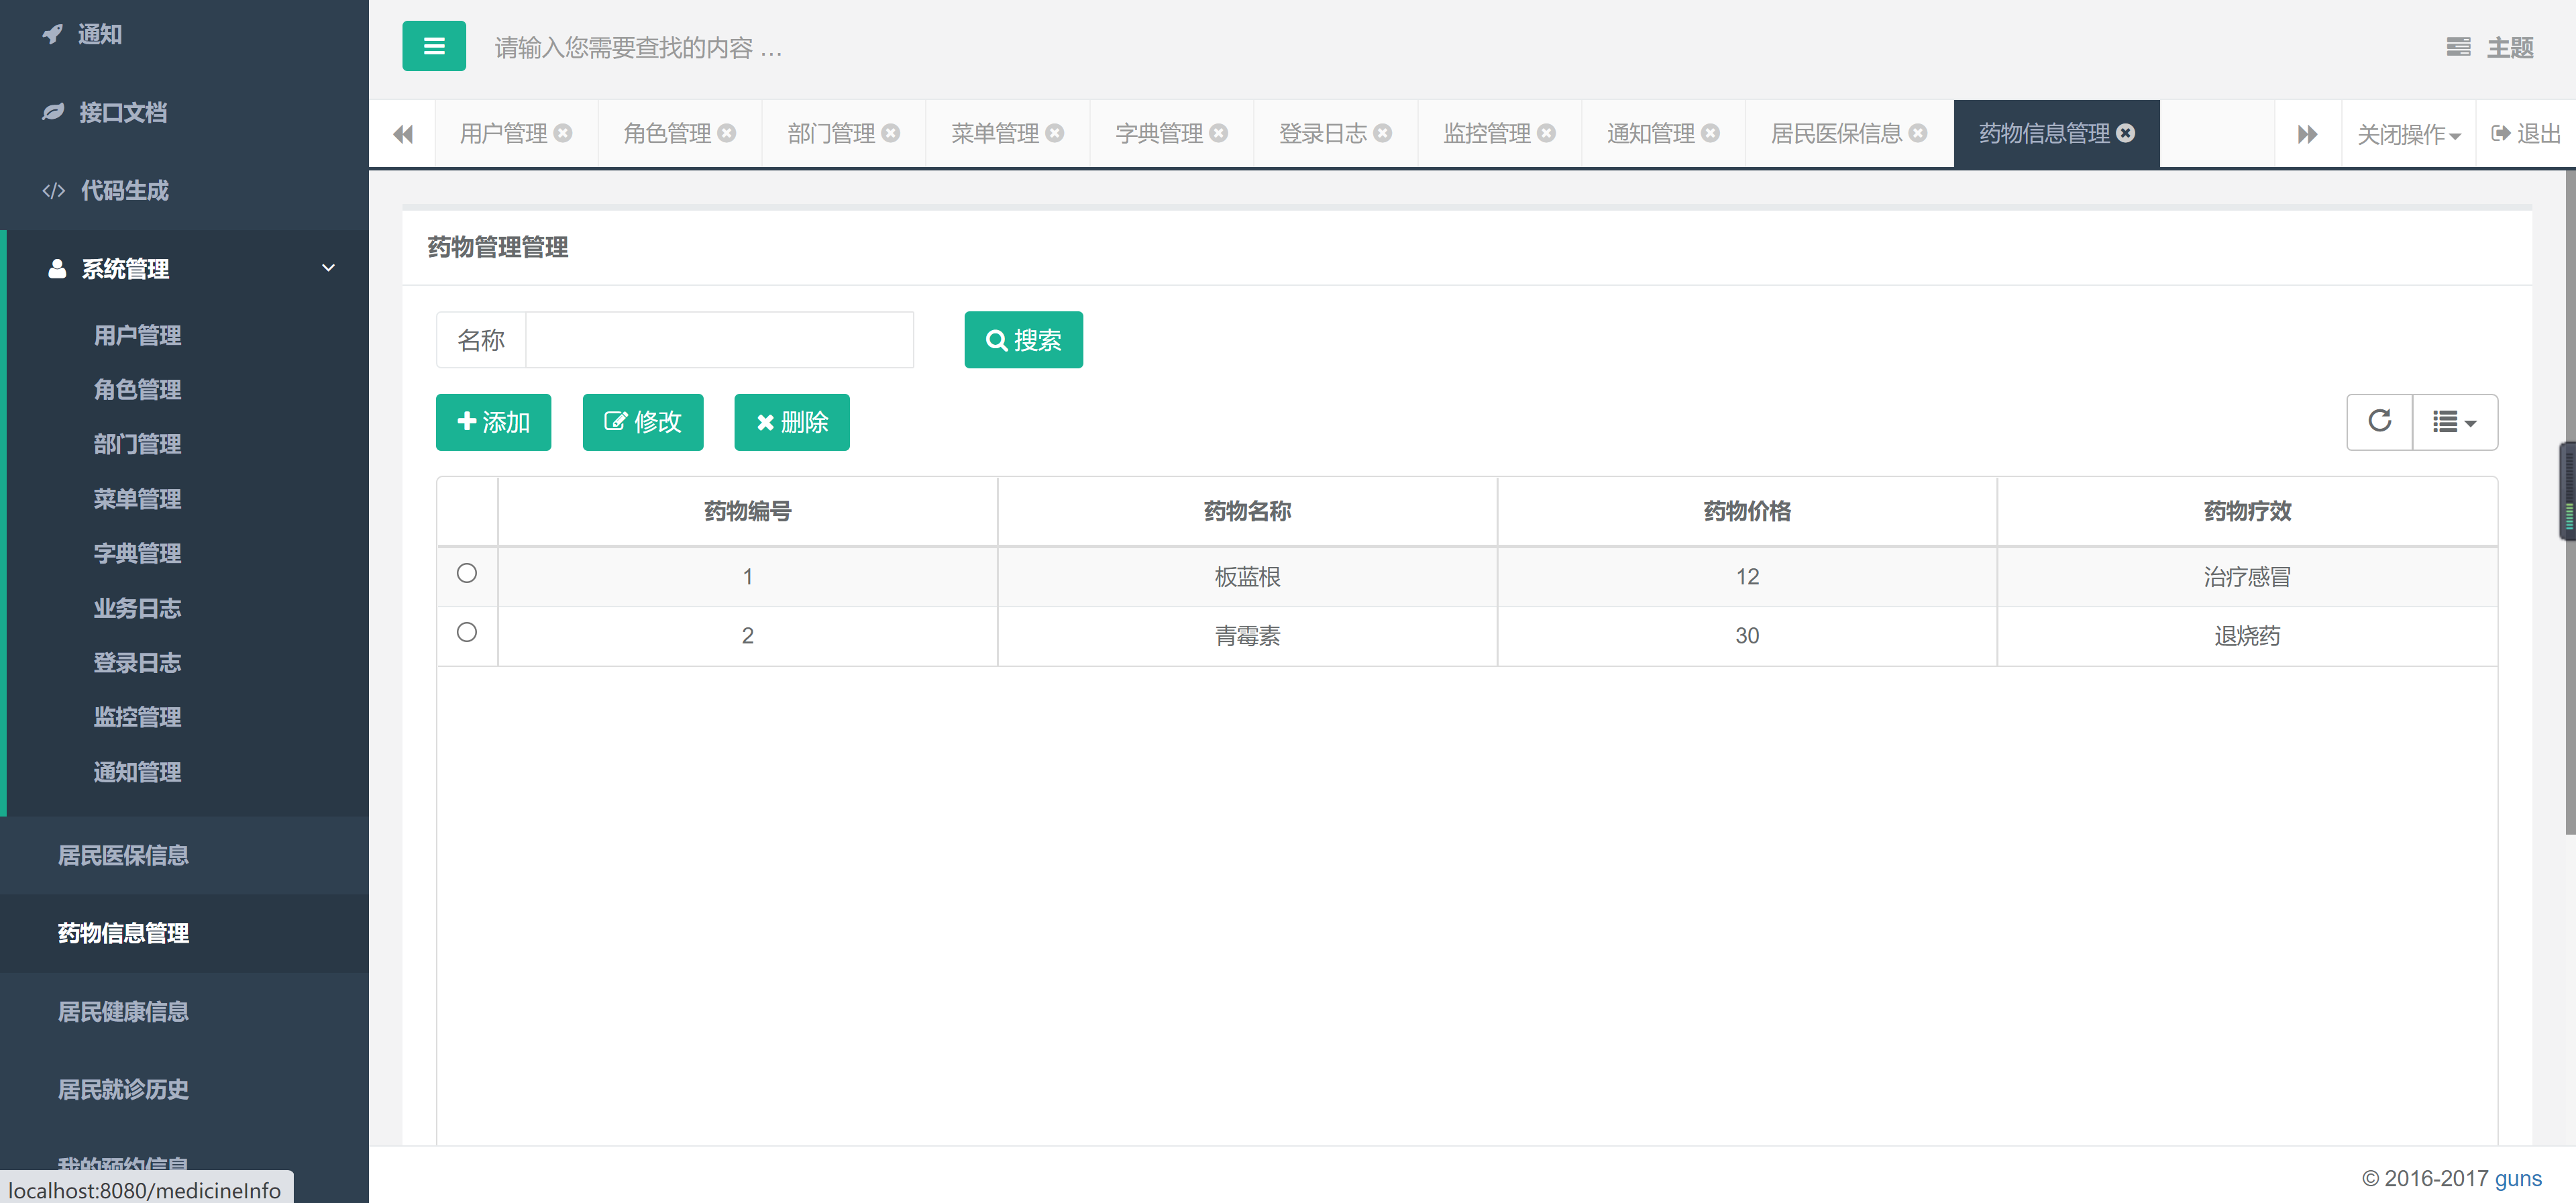 通知
接口文档
代码生成
系统管理
用户管理
角色管理
部门管理
菜单管理
字典管理
业务日志
登录日志
监控管理
通知管理
居民医保信息
药物信息管理
居民健康信息
居民就诊历史
我的预约信息
localhost:8080/medicineInfo
请输入您需要查找的内容 …
主题
用户管理 角色管理 部门管理 菜单管理 字典管理 登录日志 监控管理 通知管理 居民医保信息 药物信息管理 关闭操作 退出
药物管理管理
名称 搜索
添加 修改 删除
药物编号 药物名称 药物价格 药物疗效
1 板蓝根 12 治疗感冒
2 青霉素 30 退烧药
© 2016-2017 guns